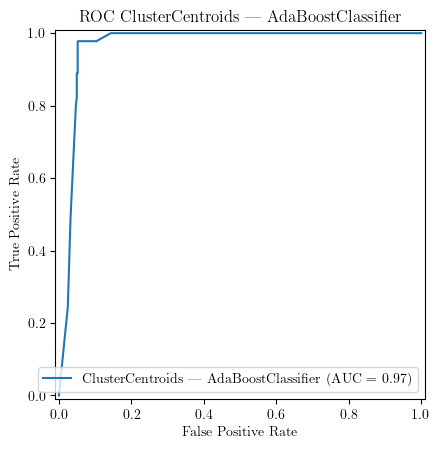 ROC ClusterCentroids — AdaBoostClassifier
1.0
0.8
0.6
0.4
0.2
0.0
True Positive Rate
ClusterCentroids — AdaBoostClassifier (AUC = 0.97)
0.0 0.2 0.4 0.6 0.8 1.0
False Positive Rate